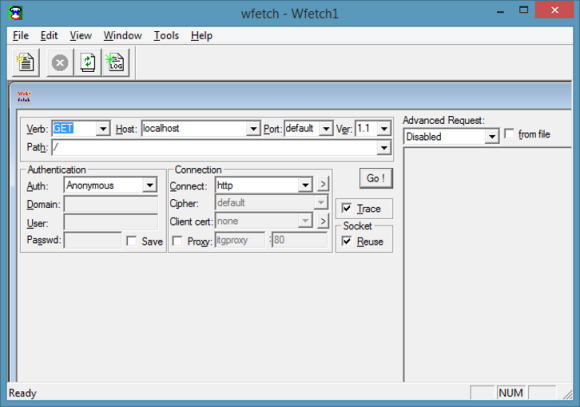 wfetch - Wfetch1
File Edit View Window Tools Help
LOG
Verb: GET Host: localhost Port: default Ver: 1.1
Path: /
Advanced Request:
Disabled from file
Authentication
Auth: Anonymous
Domain:
User:
Passwd: Save
Connection
Connect: http >
Cipher: default
Client cert: none >
Proxy: itgproxy : 80
Go !
Trace
Socket
Reuse
Ready NUM